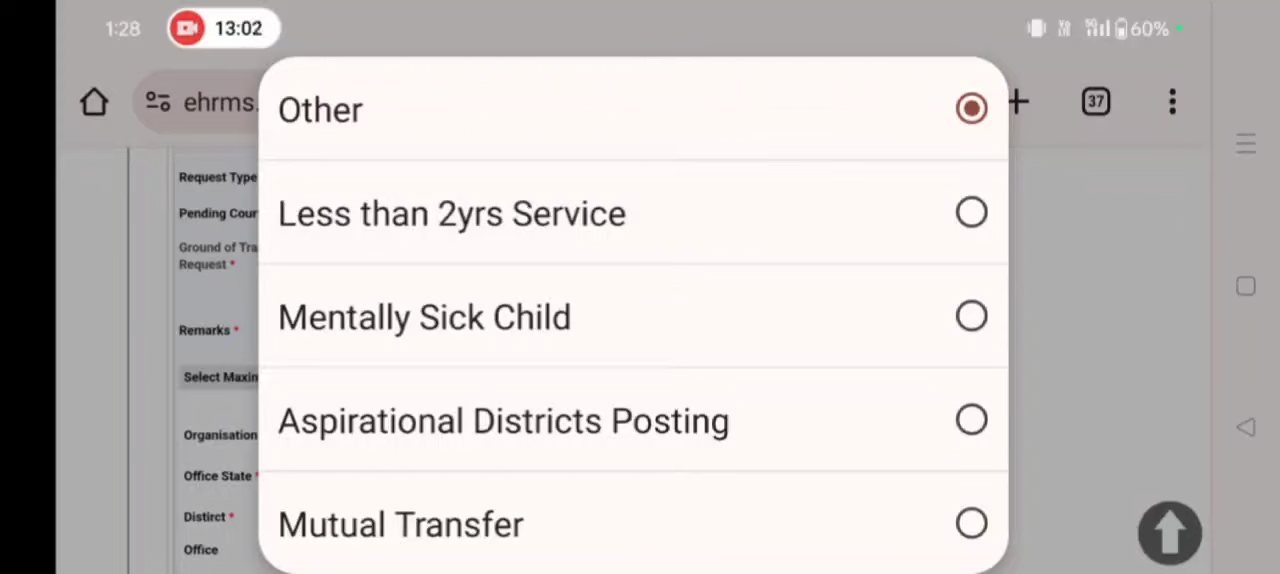 1:28 13:02 60%
ehrms. 37
Other
Less than 2yrs Service
Mentally Sick Child
Aspirational Districts Posting
Mutual Transfer
Request Type
Pending Cour
Ground of Tra
Request *
Remarks *
Select Maxin
Organisation
Office State *
Distirct *
Office